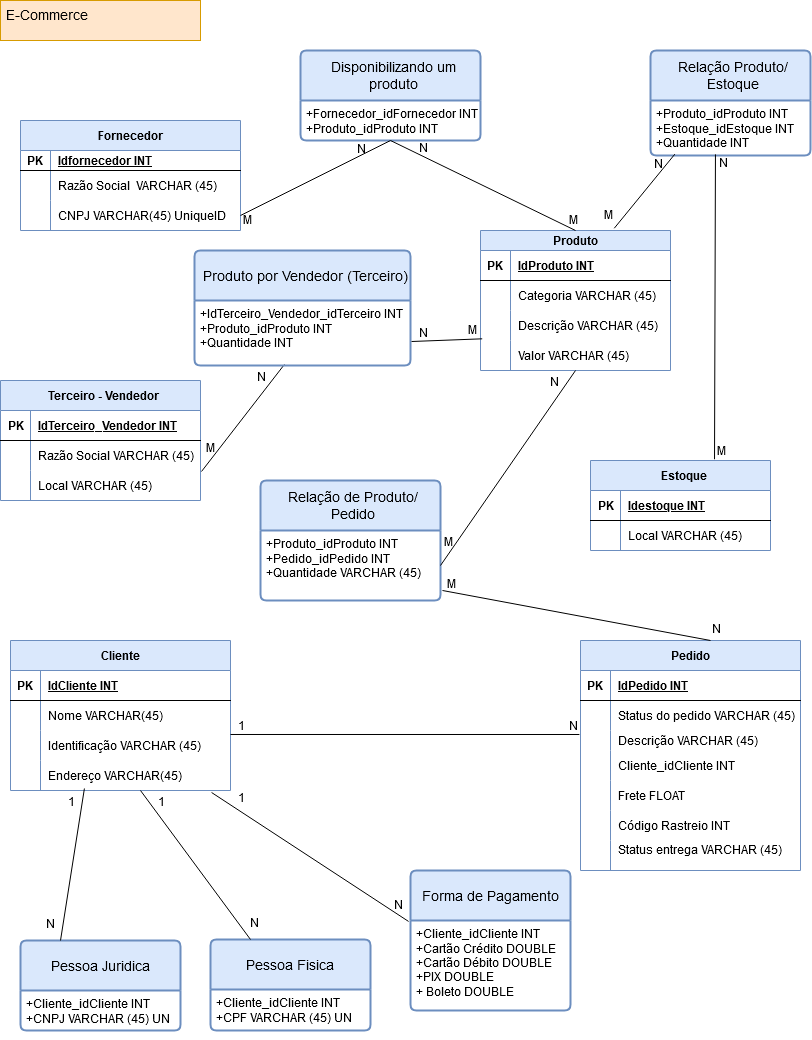 E-Commerce
Disponibilizando um
produto
+Fornecedor_idFornecedor INT
+Produto_idProduto INT
N
N
Relação Produto/
Estoque
+Produto_idProduto INT
+Estoque_idEstoque INT
+Quantidade INT
N
N
Fornecedor
PK Idfornecedor INT
Razão Social VARCHAR (45)
CNPJ VARCHAR(45) UniqueID
M
M
M
Produto
PK IdProduto INT
Categoria VARCHAR (45)
Descrição VARCHAR (45)
Valor VARCHAR (45)
N
Produto por Vendedor (Terceiro)
+IdTerceiro_Vendedor_idTerceiro INT
+Produto_idProduto INT
+Quantidade INT
N
M
N
Terceiro - Vendedor
PK IdTerceiro_Vendedor INT
Razão Social VARCHAR (45)
Local VARCHAR (45)
M
M
Estoque
PK Idestoque INT
Local VARCHAR (45)
Relação de Produto/
Pedido
+Produto_idProduto INT
+Pedido_idPedido INT
+Quantidade VARCHAR (45)
M
M
N
Cliente
PK IdCliente INT
Nome VARCHAR(45)
Identificação VARCHAR (45)
Endereço VARCHAR(45)
1
N
Pedido
PK IdPedido INT
Status do pedido VARCHAR (45)
Descrição VARCHAR (45)
Cliente_idCliente INT
Frete FLOAT
Código Rastreio INT
Status entrega VARCHAR (45)
1
1
1
N
N
N
Pessoa Juridica
+Cliente_idCliente INT
+CNPJ VARCHAR (45) UN
Pessoa Fisica
+Cliente_idCliente INT
+CPF VARCHAR (45) UN
Forma de Pagamento
+Cliente_idCliente INT
+Cartão Crédito DOUBLE
+Cartão Débito DOUBLE
+PIX DOUBLE
+ Boleto DOUBLE